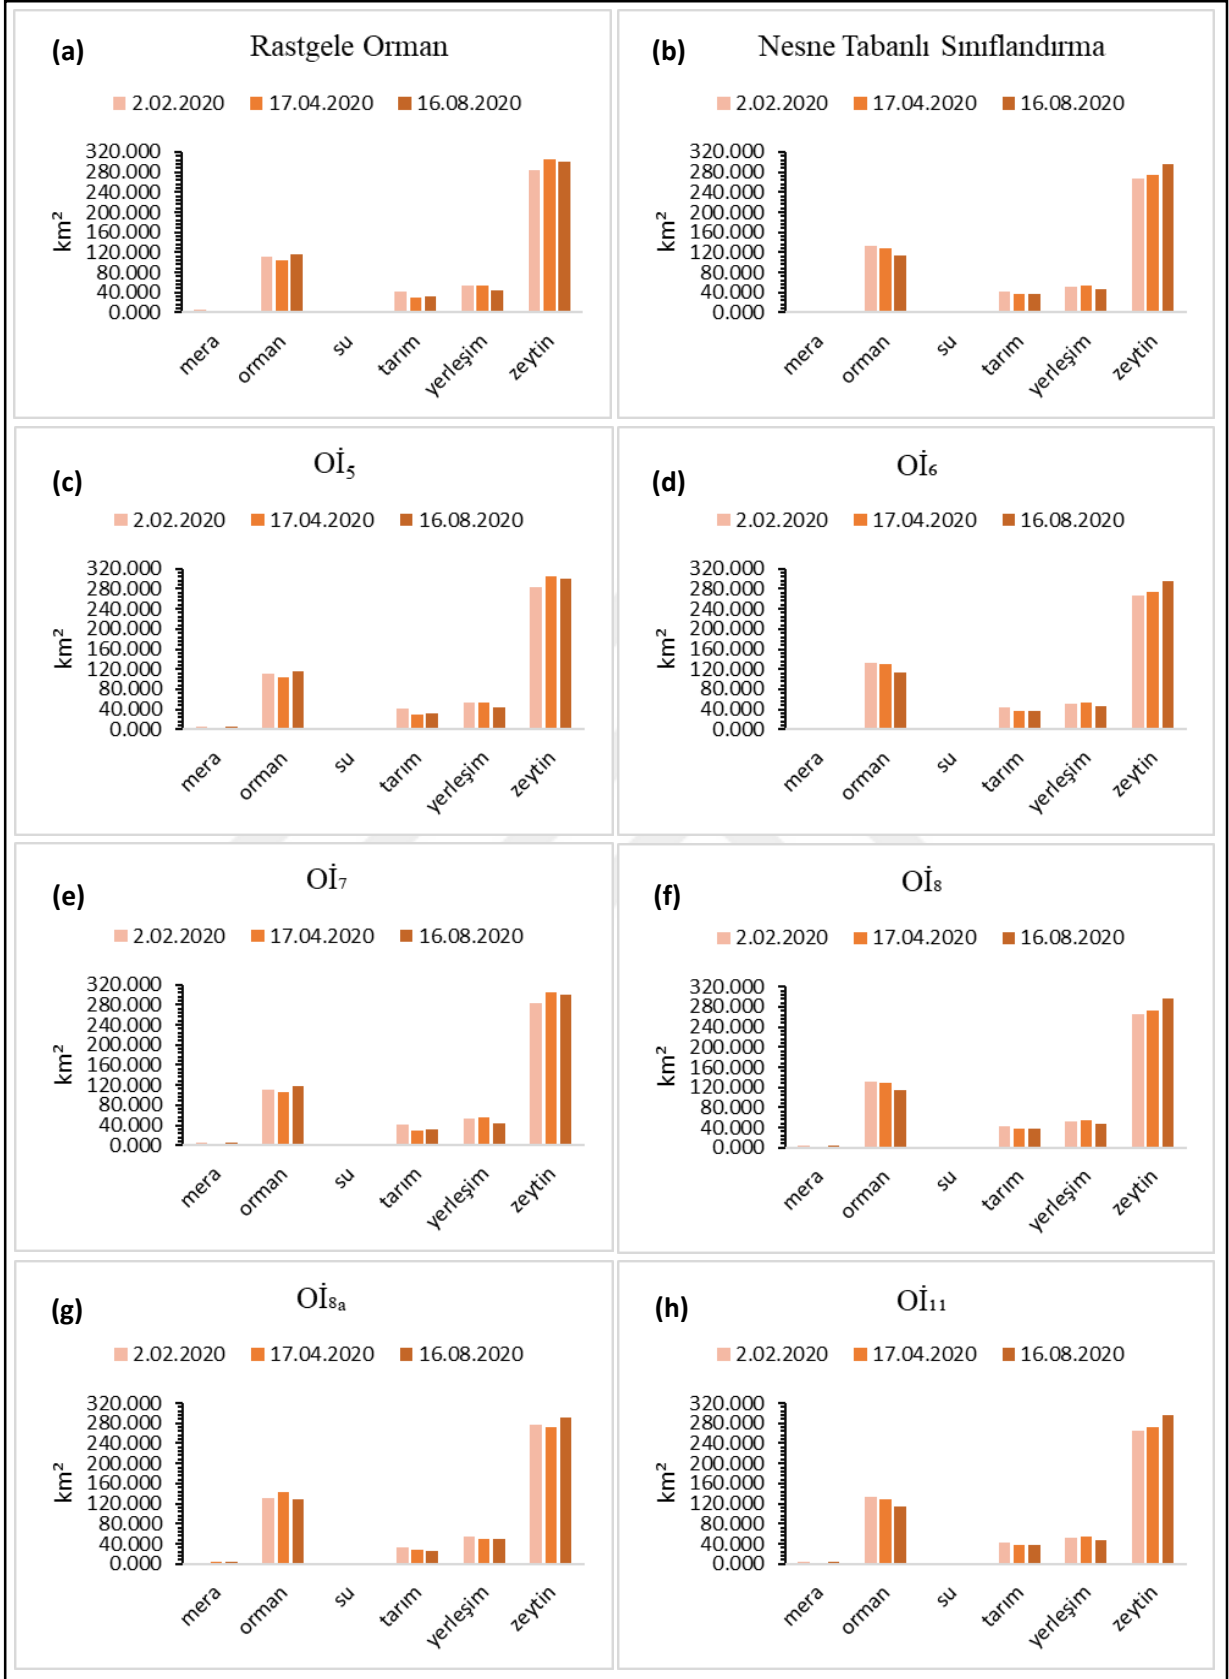 (a)
Rastgele Orman
2.02.2020 17.04.2020 16.08.2020
km²
320.000
280.000
240.000
200.000
160.000
120.000
80.000
40.000
0.000
mera orman su tarım yerleşim zeytin
(b)
Nesne Tabanlı Sınıflandırma
2.02.2020 17.04.2020 16.08.2020
km²
320.000
280.000
240.000
200.000
160.000
120.000
80.000
40.000
0.000
mera orman su tarım yerleşim zeytin
(c)
Oİ₅
2.02.2020 17.04.2020 16.08.2020
km²
320.000
280.000
240.000
200.000
160.000
120.000
80.000
40.000
0.000
mera orman su tarım yerleşim zeytin
(d)
Oİ₆
2.02.2020 17.04.2020 16.08.2020
km²
320.000
280.000
240.000
200.000
160.000
120.000
80.000
40.000
0.000
mera orman su tarım yerleşim zeytin
(e)
Oİ₇
2.02.2020 17.04.2020 16.08.2020
km²
320.000
280.000
240.000
200.000
160.000
120.000
80.000
40.000
0.000
mera orman su tarım yerleşim zeytin
(f)
Oİ₈
2.02.2020 17.04.2020 16.08.2020
km²
320.000
280.000
240.000
200.000
160.000
120.000
80.000
40.000
0.000
mera orman su tarım yerleşim zeytin
(g)
Oİ₈ₐ
2.02.2020 17.04.2020 16.08.2020
km²
320.000
280.000
240.000
200.000
160.000
120.000
80.000
40.000
0.000
mera orman su tarım yerleşim zeytin
(h)
Oİ₁₁
2.02.2020 17.04.2020 16.08.2020
km²
320.000
280.000
240.000
200.000
160.000
120.000
80.000
40.000
0.000
mera orman su tarım yerleşim zeytin